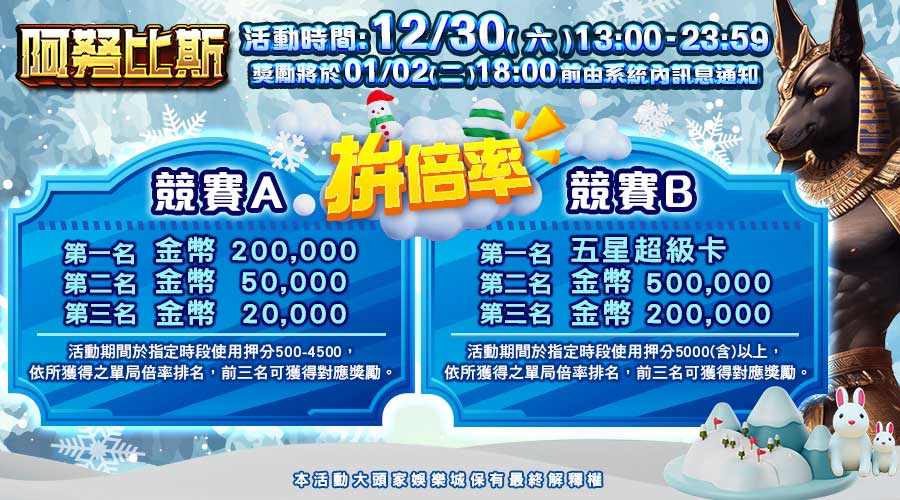 阿努比斯
活動時間:12/30(六)13:00-23:59
獎勵將於01/02(二)18:00前由系統內訊息通知
拚倍率
競賽A
第一名 金幣 200,000
第二名 金幣 50,000
第三名 金幣 20,000
活動期間於指定時段使用押分500-4500，
依所獲得之單局倍率排名，前三名可獲得對應獎勵。
競賽B
第一名 五星超級卡
第二名 金幣 500,000
第三名 金幣 200,000
活動期間於指定時段使用押分5000(含)以上，
依所獲得之單局倍率排名，前三名可獲得對應獎勵。
本活動大頭家娛樂城保有最終解釋權